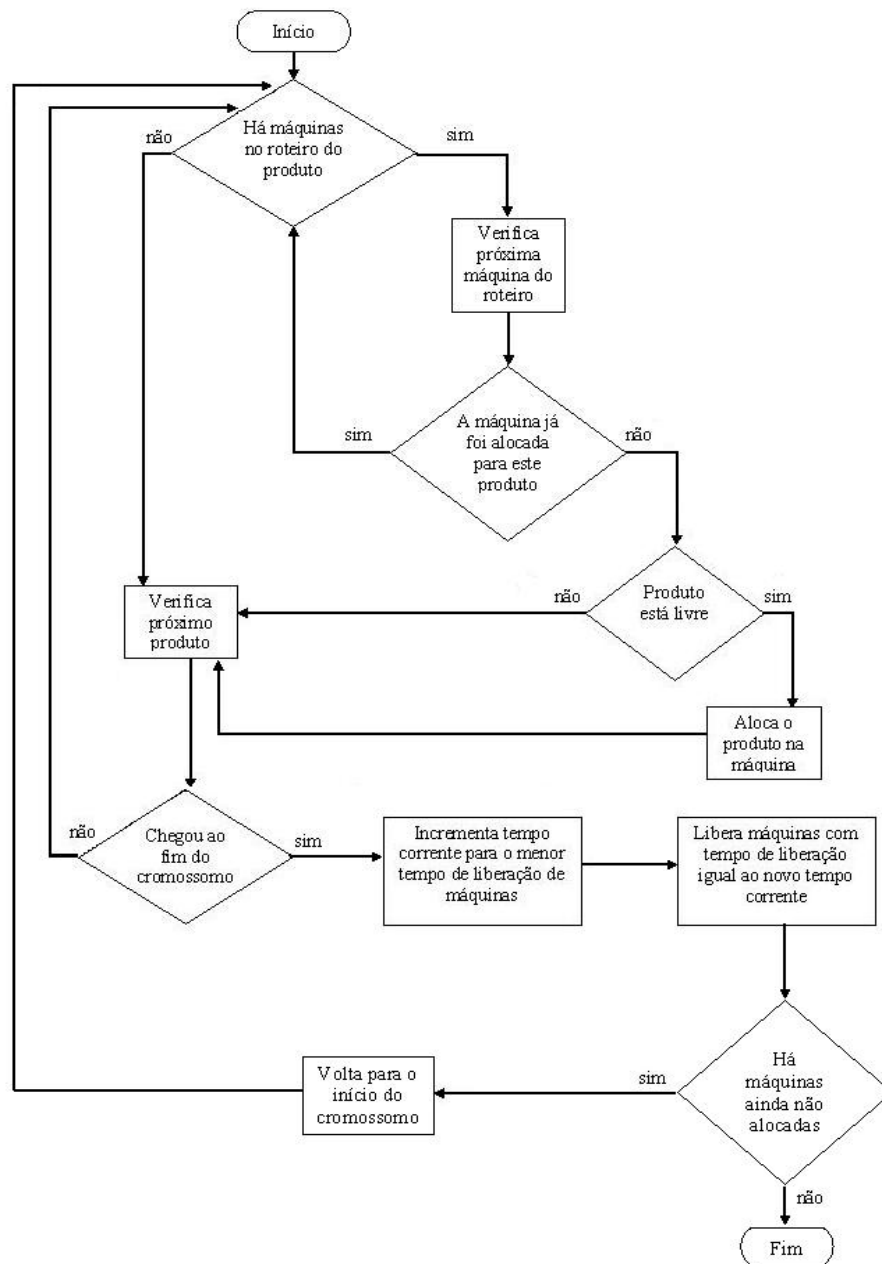 Início
Há máquinas
no roteiro do
produto
não
sim
Verifica
próxima
máquina do
roteiro
A máquina já
foi alocada
para este
produto
sim
não
Produto
está livre
não
sim
Verifica
próximo
produto
Aloca o
produto na
máquina
Chegou ao
fim do
cromossomo
não
sim
Incrementa tempo
corrente para o menor
tempo de liberação de
máquinas
Libera máquinas com
tempo de liberação
igual ao novo tempo
corrente
Há
máquinas
ainda não
alocadas
sim
não
Volta para o
início do
cromossomo
Fim